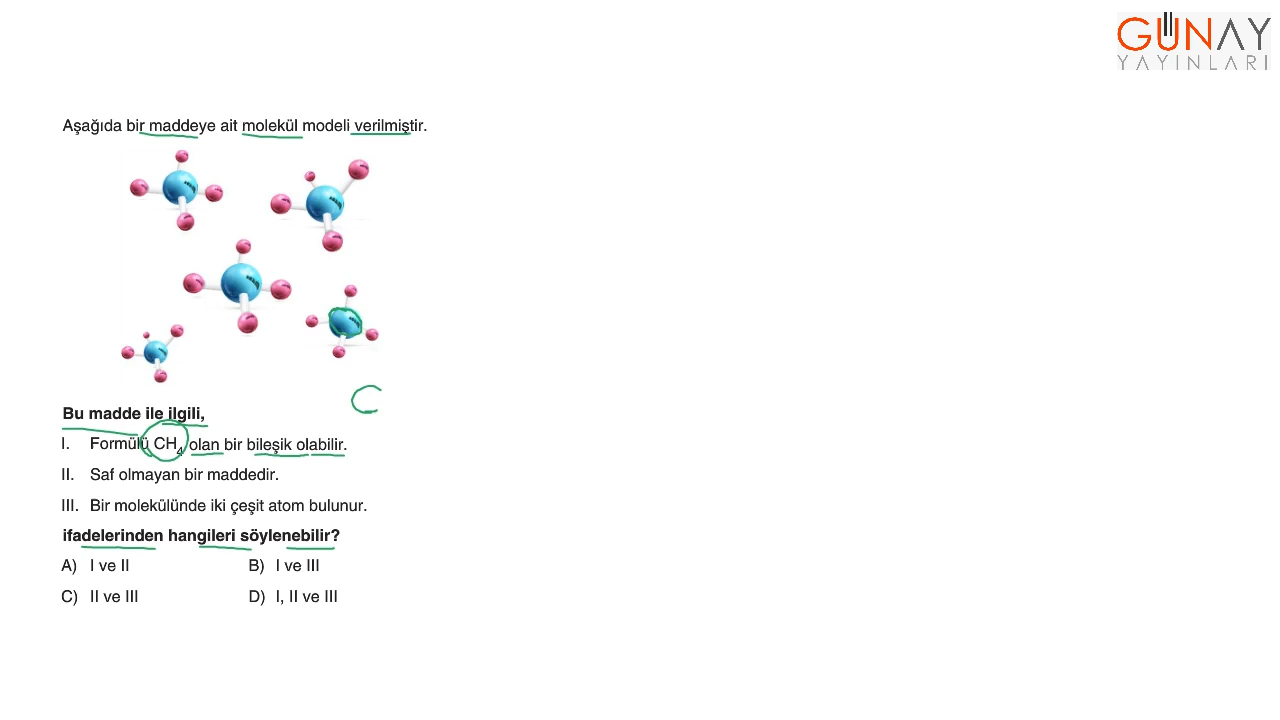 GÜNAY
YAYINLARI
Aşağıda bir maddeye ait molekül modeli verilmiştir.
C
Bu madde ile ilgili,
I. Formülü CH₄ olan bir bileşik olabilir.
II. Saf olmayan bir maddedir.
III. Bir molekülünde iki çeşit atom bulunur.
ifadelerinden hangileri söylenebilir?
A) I ve II B) I ve III
C) II ve III D) I, II ve III